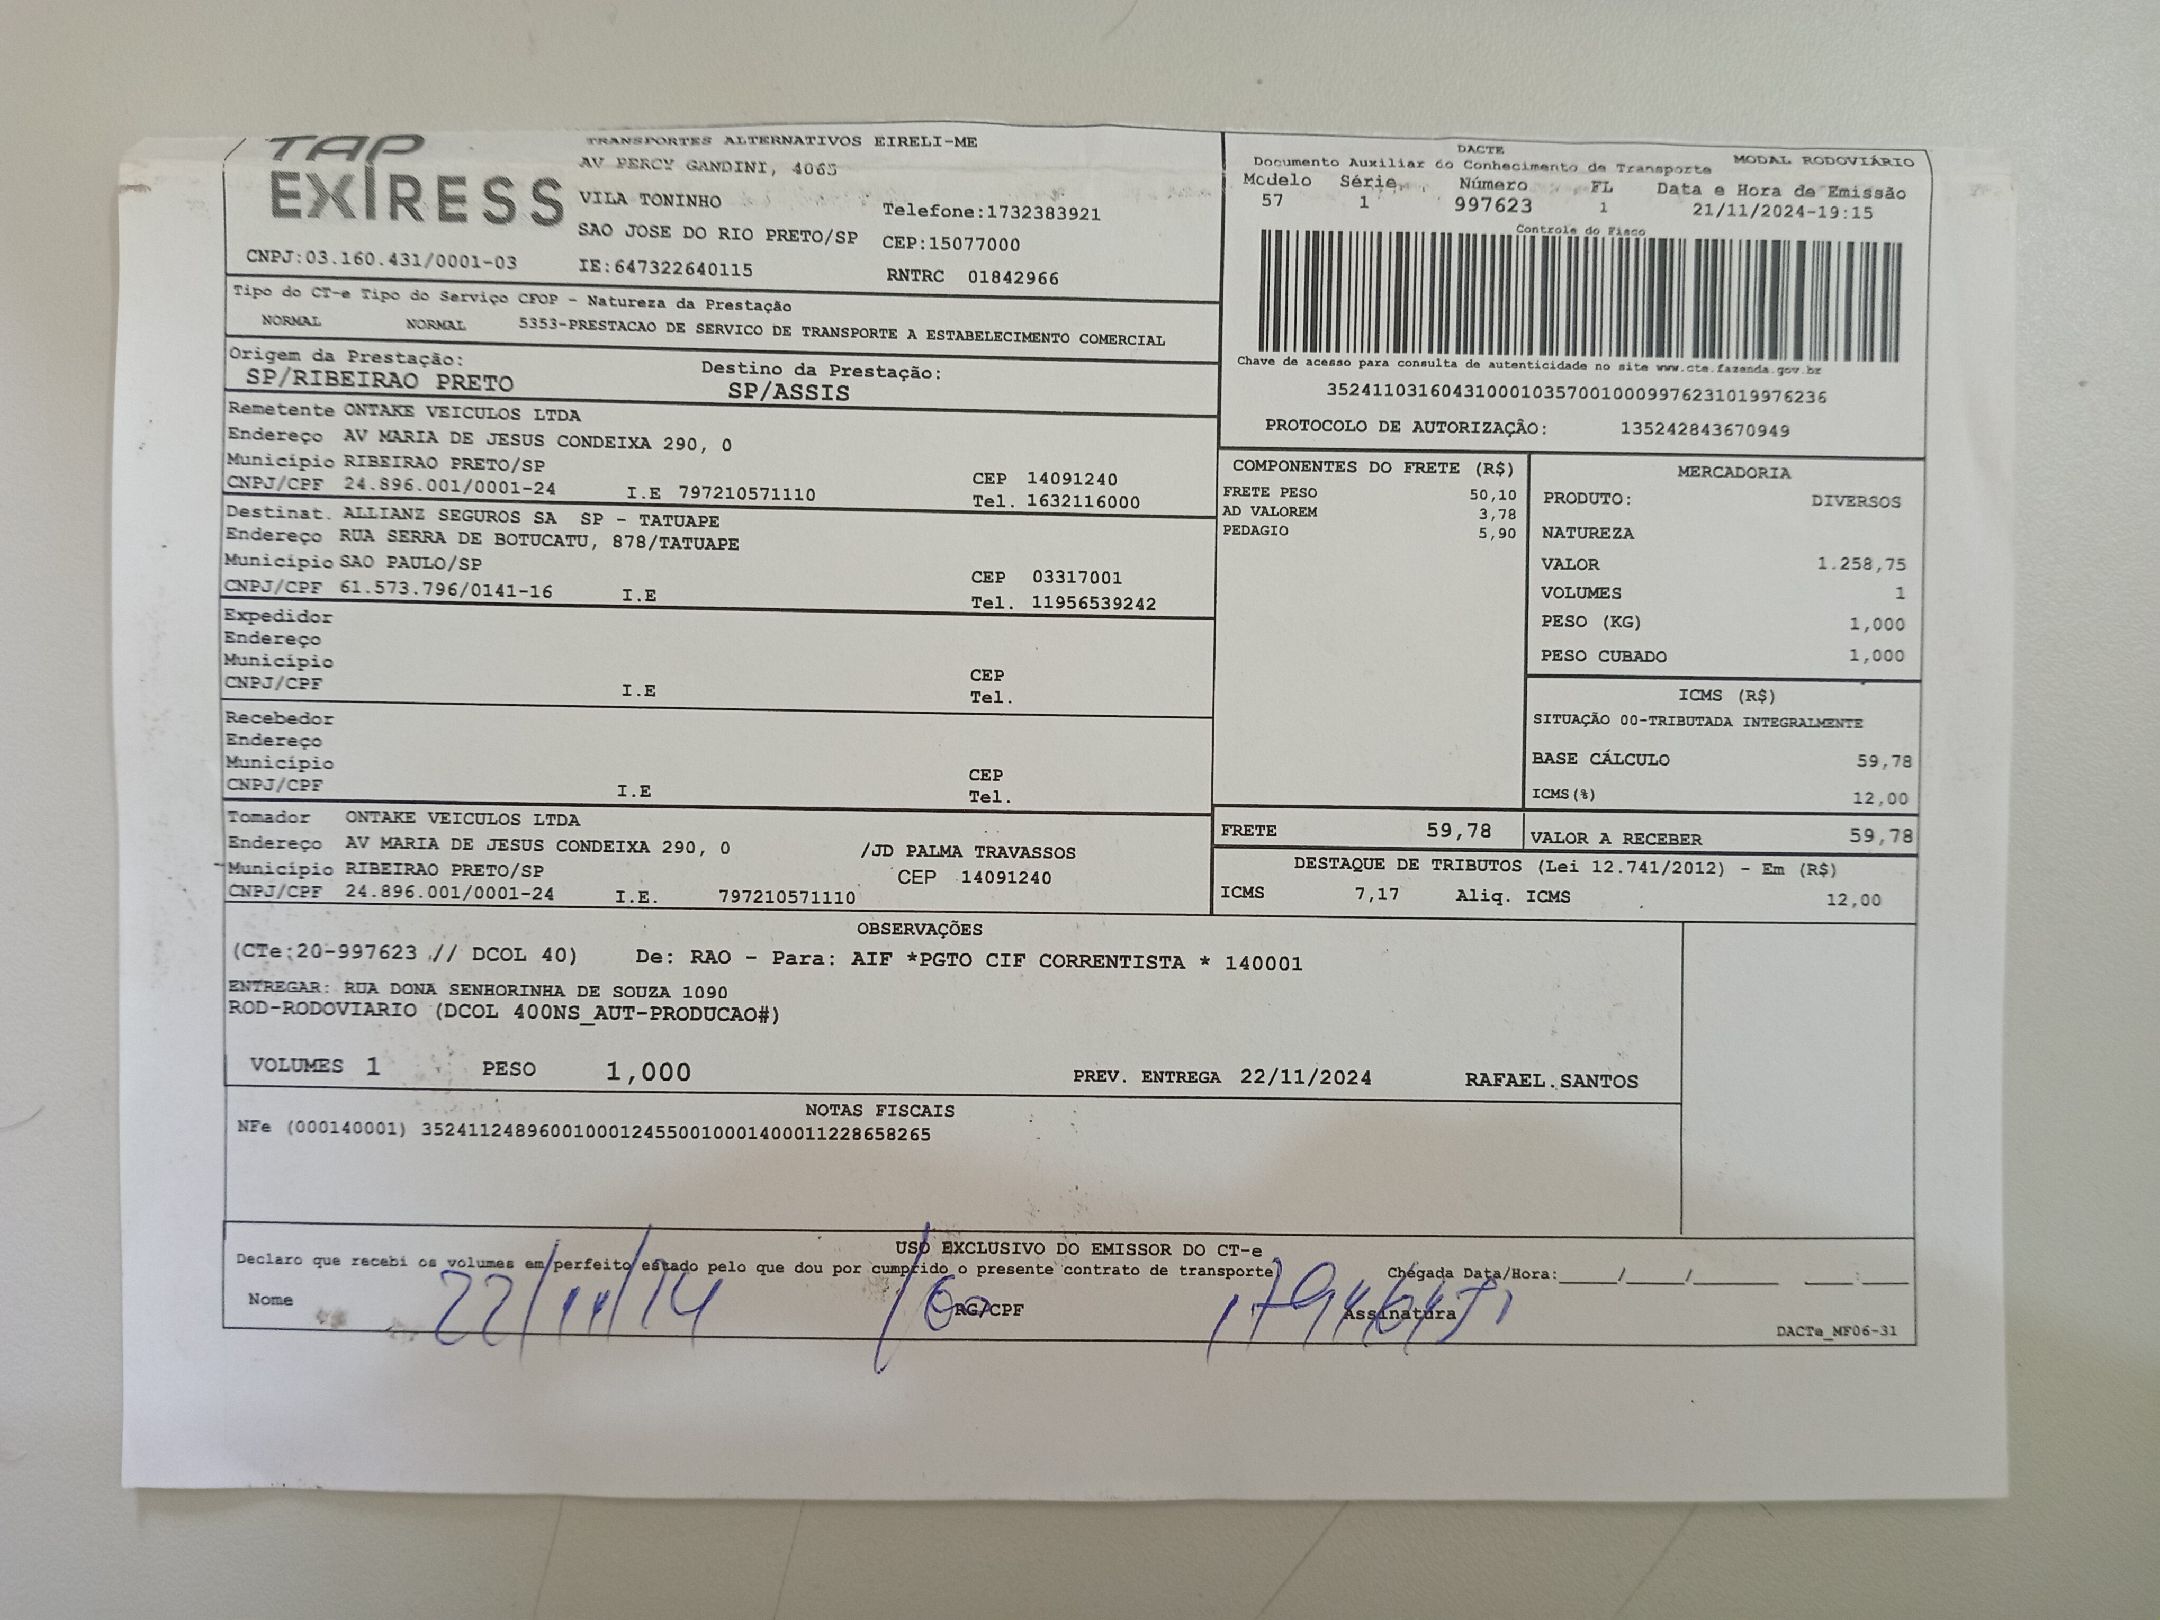 TAP
EXPRESS
TRANSPORTES ALTERNATIVOS EIRELI-ME
AV PERCY GANDINI, 4065
VILA TONINHO Telefone:1732383921
SAO JOSE DO RIO PRETO/SP CEP:15077000
CNPJ:03.160.431/0001-03 IE:647322640115 RNTRC 01842966
DACTE
Documento Auxiliar do Conhecimento de Transporte MODAL RODOVIÁRIO
Modelo Série Número FL Data e Hora de Emissão
57 1 997623 1 21/11/2024-19:15
Controle do Fisco
Chave de acesso para consulta de autenticidade no site www.cte.fazenda.gov.br
35241103160431000103570010009976231019976236
PROTOCOLO DE AUTORIZAÇÃO: 135242843670949
Tipo do CT-e Tipo do Serviço CFOP - Natureza da Prestação
NORMAL NORMAL 5353-PRESTACAO DE SERVICO DE TRANSPORTE A ESTABELECIMENTO COMERCIAL
Origem da Prestação: Destino da Prestação:
SP/RIBEIRAO PRETO SP/ASSIS
Remetente ONTAKE VEICULOS LTDA
Endereço AV MARIA DE JESUS CONDEIXA 290, 0
Município RIBEIRAO PRETO/SP CEP 14091240
CNPJ/CPF 24.896.001/0001-24 I.E 797210571110 Tel. 1632116000
Destinat. ALLIANZ SEGUROS SA SP - TATUAPE
Endereço RUA SERRA DE BOTUCATU, 878/TATUAPE
Município SAO PAULO/SP CEP 03317001
CNPJ/CPF 61.573.796/0141-16 I.E Tel. 11956539242
Expedidor
Endereço
Município CEP
CNPJ/CPF I.E Tel.
Recebedor
Endereço
Município CEP
CNPJ/CPF I.E Tel.
Tomador ONTAKE VEICULOS LTDA
Endereço AV MARIA DE JESUS CONDEIXA 290, 0 /JD PALMA TRAVASSOS
Município RIBEIRAO PRETO/SP CEP 14091240
CNPJ/CPF 24.896.001/0001-24 I.E. 797210571110
COMPONENTES DO FRETE (R$)
FRETE PESO 50,10
AD VALOREM 3,78
PEDAGIO 5,90
MERCADORIA
PRODUTO: DIVERSOS
NATUREZA
VALOR 1.258,75
VOLUMES 1
PESO (KG) 1,000
PESO CUBADO 1,000
ICMS (R$)
SITUAÇÃO 00-TRIBUTADA INTEGRALMENTE
BASE CÁLCULO 59,78
ICMS(%) 12,00
FRETE 59,78 VALOR A RECEBER 59,78
DESTAQUE DE TRIBUTOS (Lei 12.741/2012) - Em (R$)
ICMS 7,17 Aliq. ICMS 12,00
OBSERVAÇÕES
(CTe:20-997623 // DCOL 40) De: RAO - Para: AIF *PGTO CIF CORRENTISTA * 140001
ENTREGAR: RUA DONA SENHORINHA DE SOUZA 1090
ROD-RODOVIARIO (DCOL 400NS_AUT-PRODUCAO#)
VOLUMES 1 PESO 1,000 PREV. ENTREGA 22/11/2024 RAFAEL.SANTOS
NOTAS FISCAIS
NFe (000140001) 35241124896001000124550010001400011228658265
USO EXCLUSIVO DO EMISSOR DO CT-e
Declaro que recebi os volumes em perfeito estado pelo que dou por cumprido o presente contrato de transporte Chegada Data/Hora:____/____/______ ___:___
Nome 22/11/14 RG/CPF Assinatura
DACTe_MF06-31